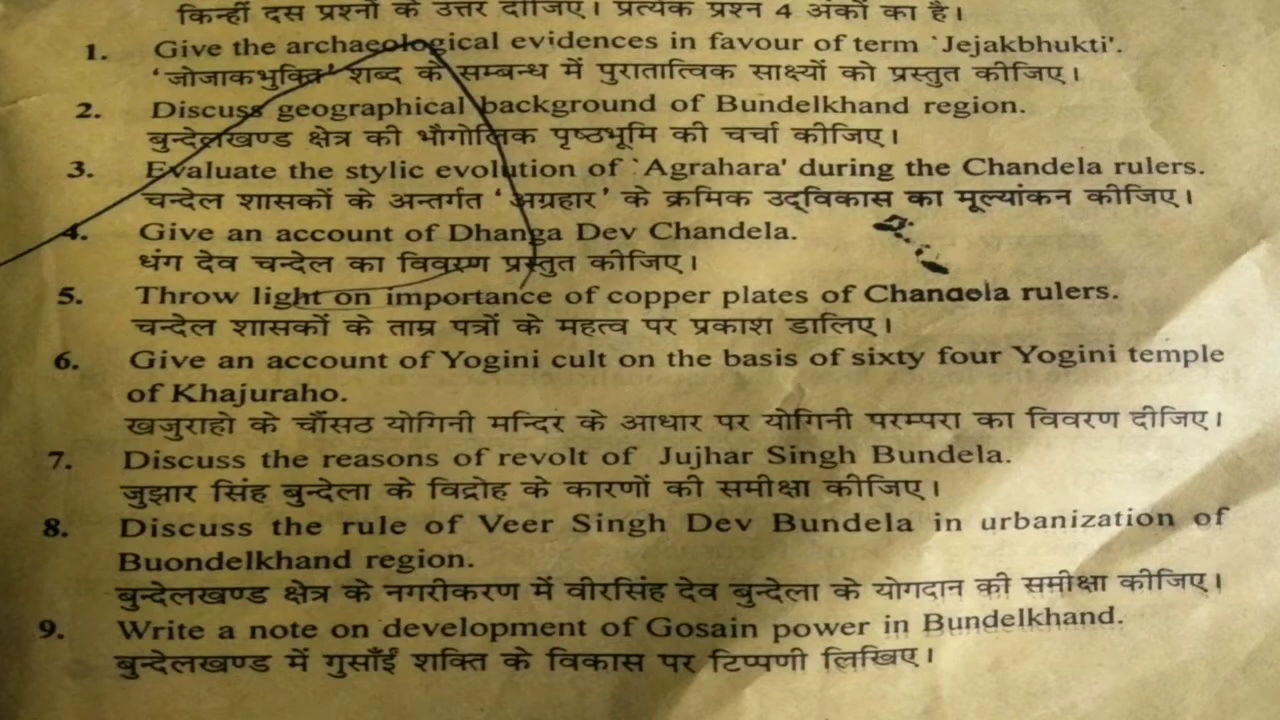 किन्हीं दस प्रश्नों के उत्तर दीजिए। प्रत्येक प्रश्न 4 अंकों का है।
1. Give the archaeological evidences in favour of term `Jejakbhukti'.
'जोजाकभुक्ति' शब्द के सम्बन्ध में पुरातात्विक साक्ष्यों को प्रस्तुत कीजिए।
2. Discuss geographical background of Bundelkhand region.
बुन्देलखण्ड क्षेत्र की भौगोलिक पृष्ठभूमि की चर्चा कीजिए।
3. Evaluate the stylic evolution of `Agrahara' during the Chandela rulers.
चन्देल शासकों के अन्तर्गत 'अग्रहार' के क्रमिक उद्विकास का मूल्यांकन कीजिए।
4. Give an account of Dhanga Dev Chandela.
धंग देव चन्देल का विवरण प्रस्तुत कीजिए।
5. Throw light on importance of copper plates of Chandela rulers.
चन्देल शासकों के ताम्र पत्रों के महत्व पर प्रकाश डालिए।
6. Give an account of Yogini cult on the basis of sixty four Yogini temple
of Khajuraho.
खजुराहो के चौंसठ योगिनी मन्दिर के आधार पर योगिनी परम्परा का विवरण दीजिए।
7. Discuss the reasons of revolt of Jujhar Singh Bundela.
जुझार सिंह बुन्देला के विद्रोह के कारणों की समीक्षा कीजिए।
8. Discuss the rule of Veer Singh Dev Bundela in urbanization of
Buondelkhand region.
बुन्देलखण्ड क्षेत्र के नगरीकरण में वीरसिंह देव बुन्देला के योगदान की समीक्षा कीजिए।
9. Write a note on development of Gosain power in Bundelkhand.
बुन्देलखण्ड में गुसाँईं शक्ति के विकास पर टिप्पणी लिखिए।